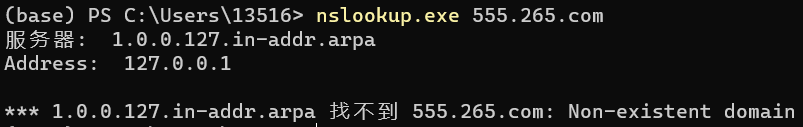 (base) PS C:\Users\13516> nslookup.exe 555.265.com
服务器:  1.0.0.127.in-addr.arpa
Address:  127.0.0.1
*** 1.0.0.127.in-addr.arpa 找不到 555.265.com: Non-existent domain